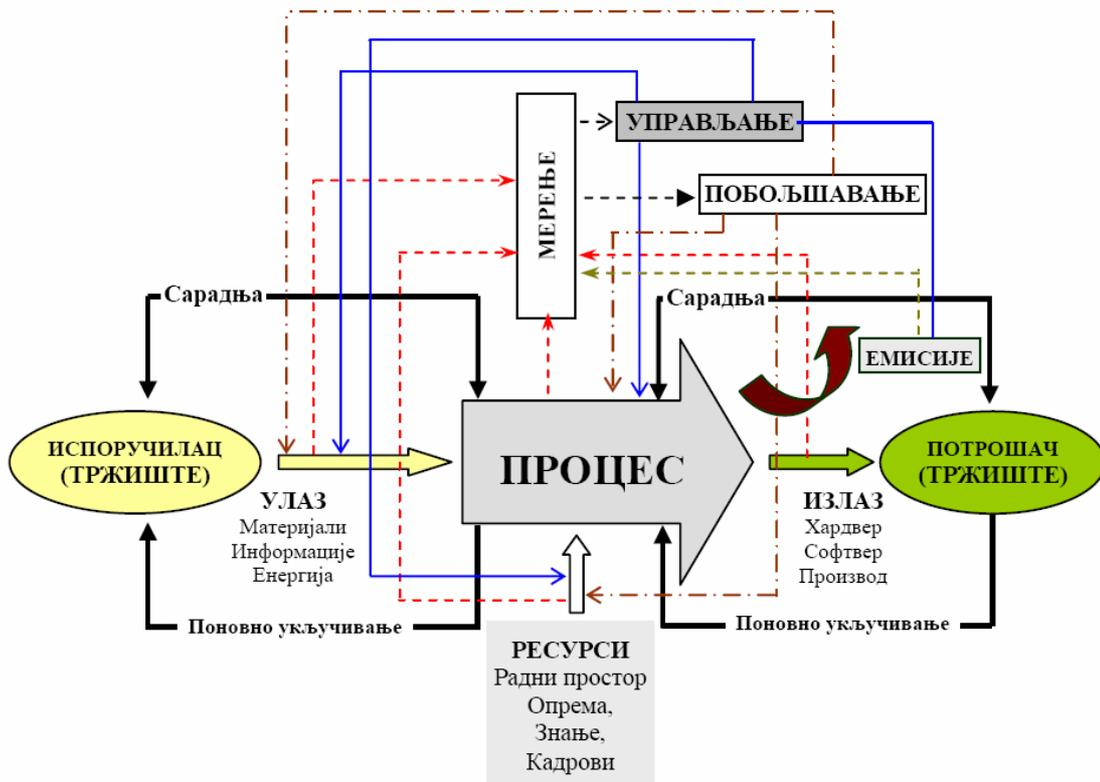 УПРАВЉАЊЕ
МЕРЕЊЕ
ПОБОЉШАВАЊЕ
Сарадња
Сарадња
ЕМИСИЈЕ
ИСПОРУЧИЛАЦ
(ТРЖИШТЕ)
ПРОЦЕС
ПОТРОШАЧ
(ТРЖИШТЕ)
УЛАЗ
Материјали
Информације
Енергија
ИЗЛАЗ
Хардвер
Софтвер
Производ
Поновно укључивање
Поновно укључивање
РЕСУРСИ
Радни простор
Опрема,
Знање,
Кадрови